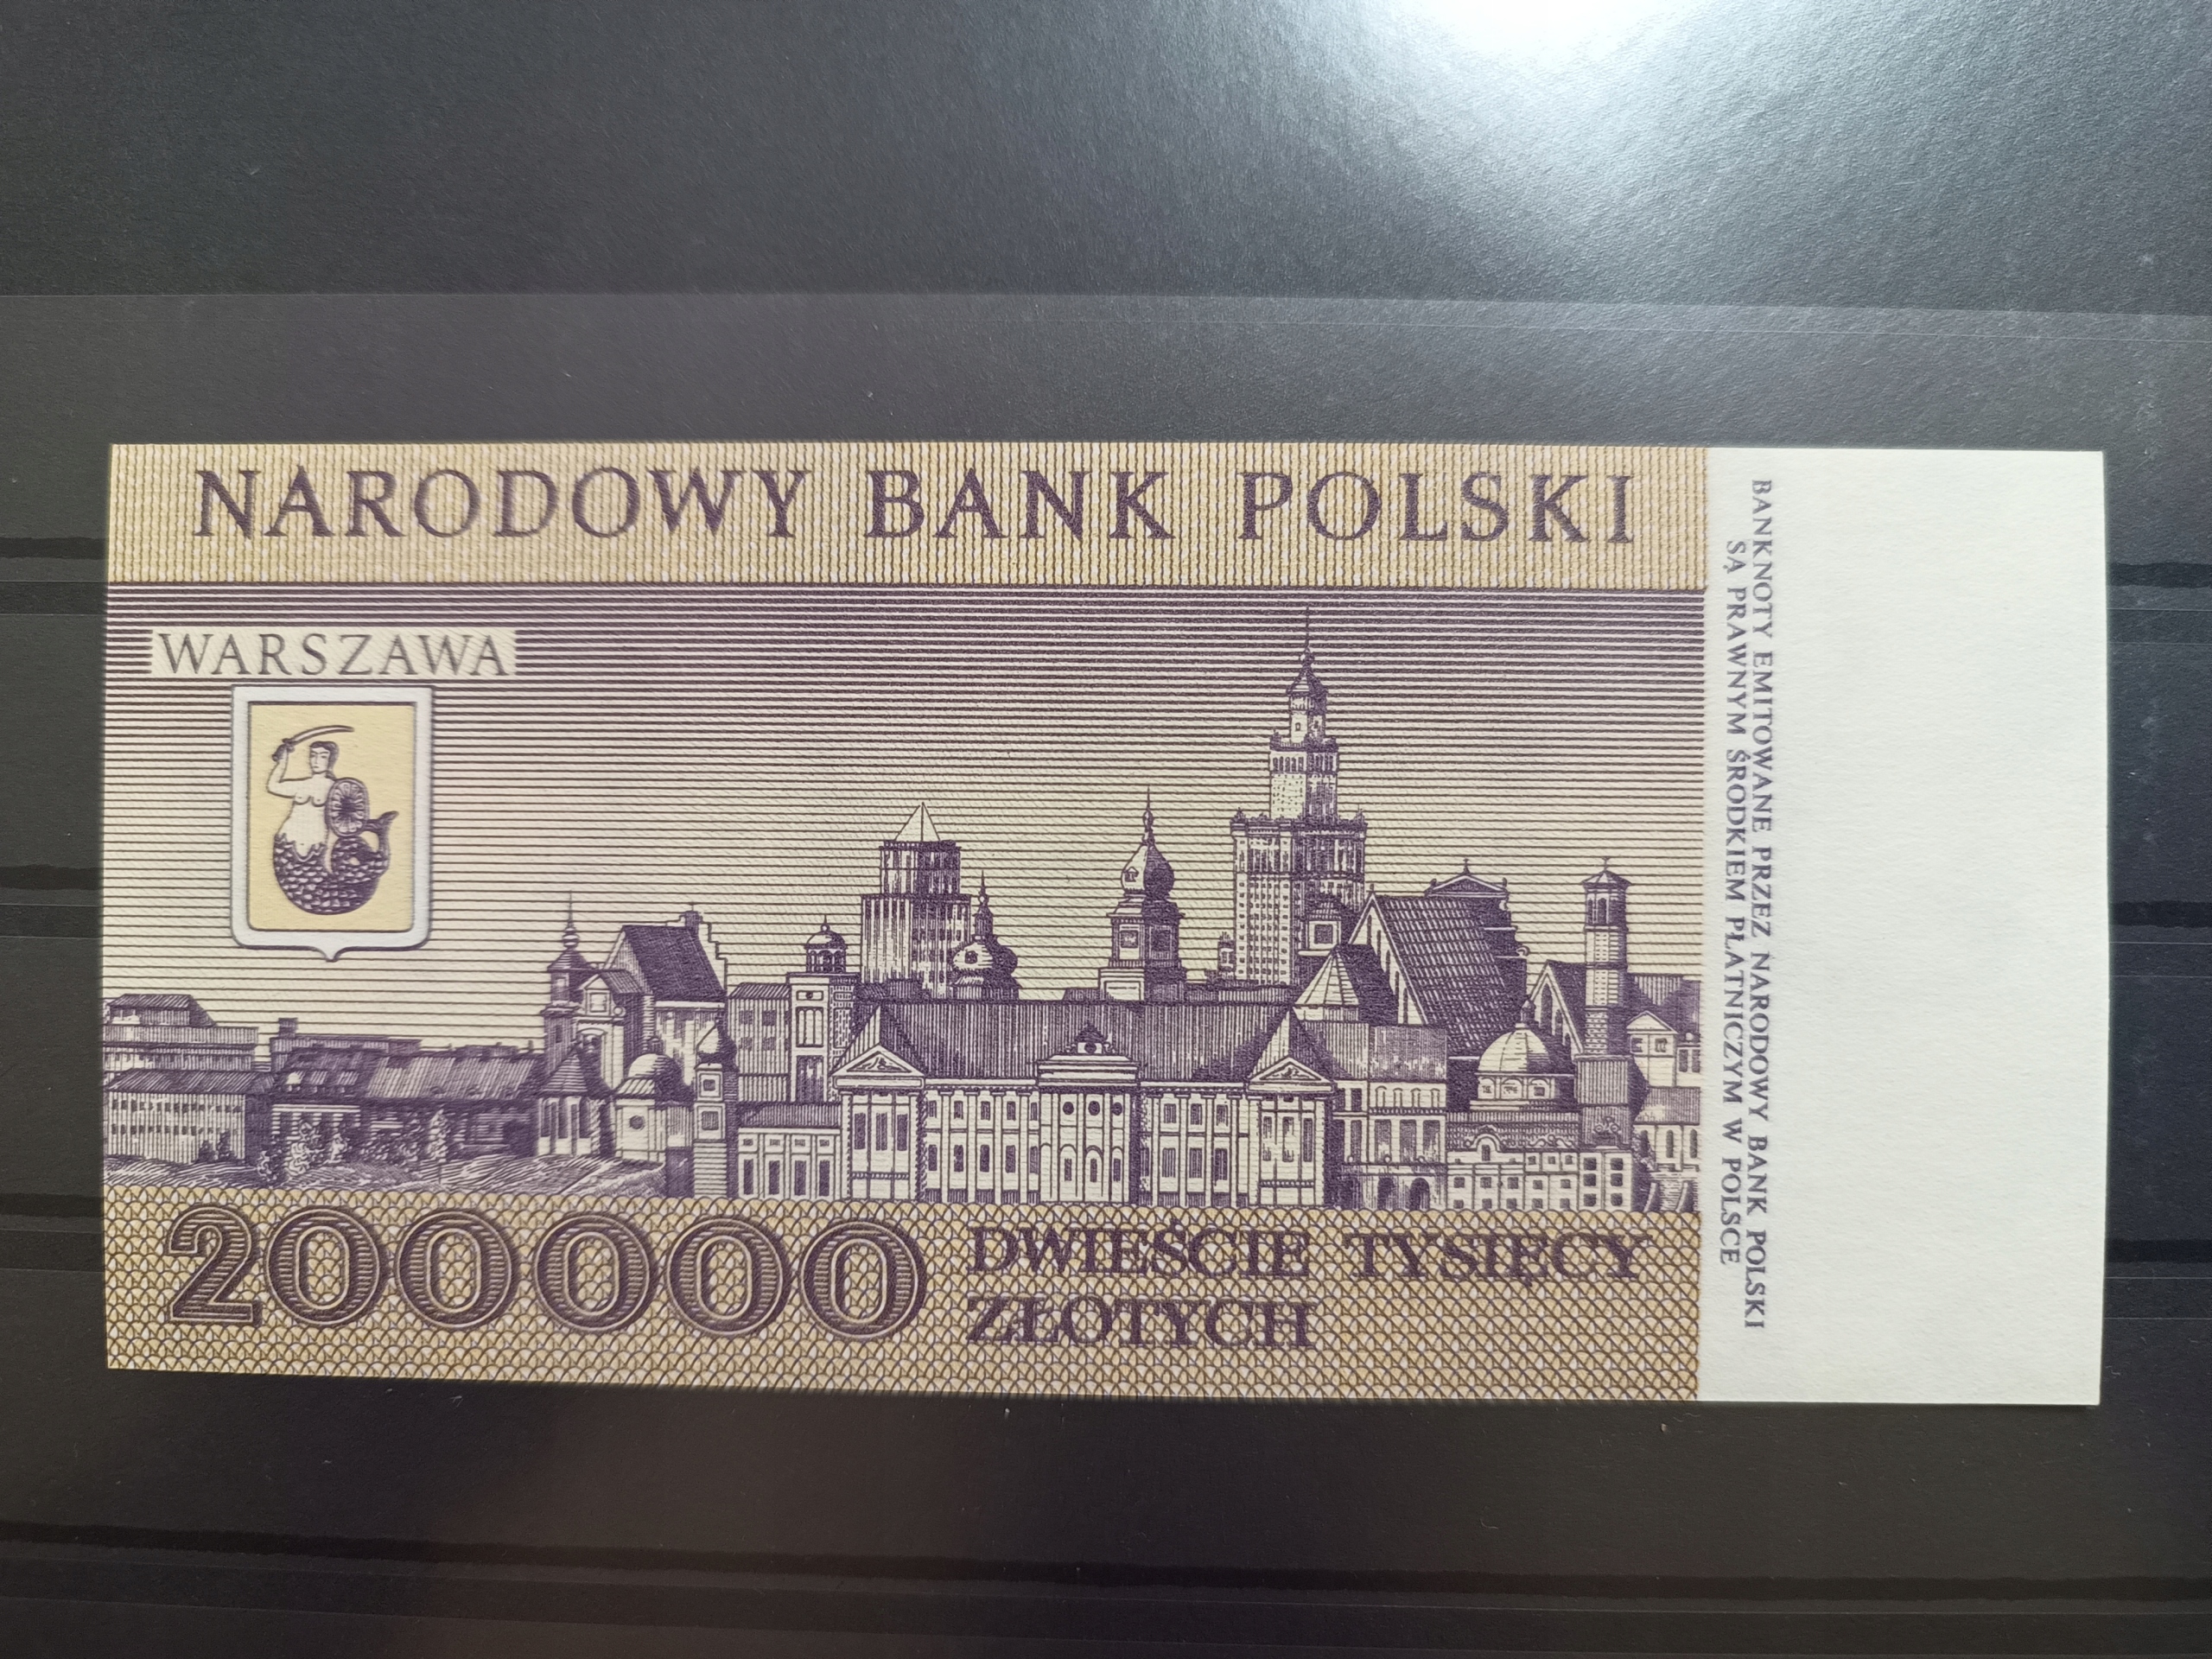 NARODOWY BANK POLSKI
WARSZAWA
200000
DWIEŚCIE TYSIĘCY
ZŁOTYCH
BANKNOTY EMITOWANE PRZEZ NARODOWY BANK POLSKI
SĄ PRAWNYM ŚRODKIEM PŁATNICZYM W POLSCE